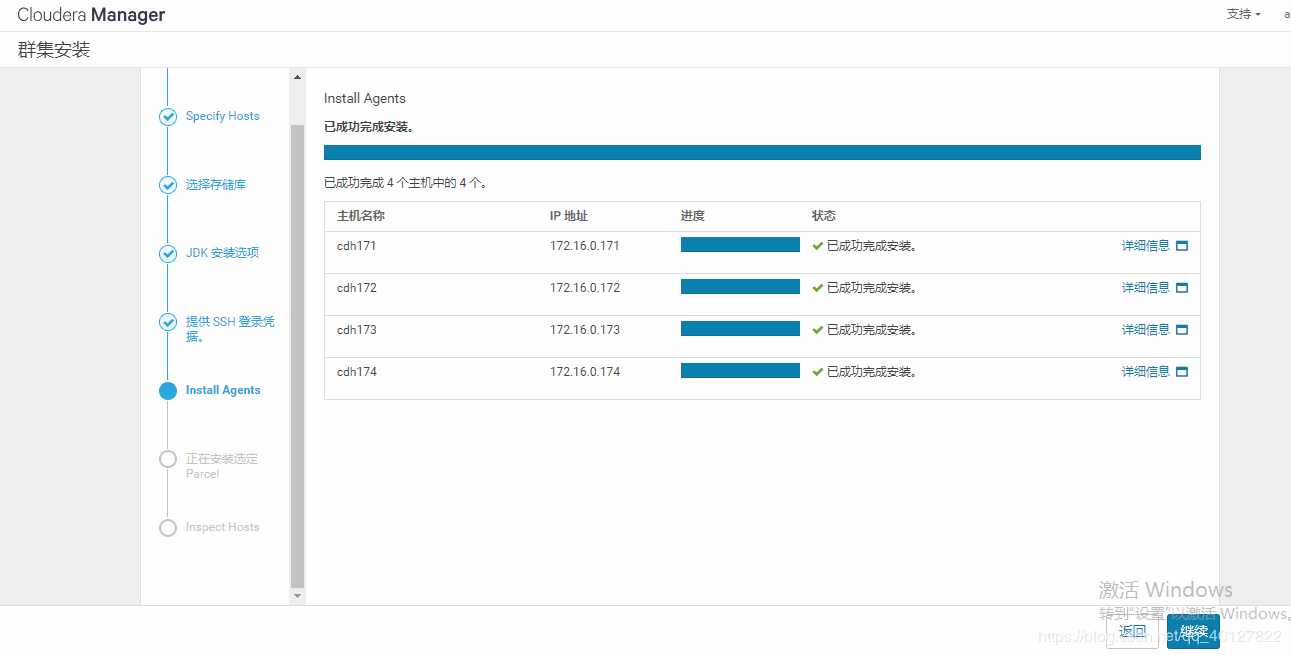 Cloudera Manager
支持
a
群集安装
Specify Hosts
选择存储库
JDK 安装选项
提供 SSH 登录凭
据。
Install Agents
正在安装选定
Parcel
Inspect Hosts
Install Agents
已成功完成安装。
已成功完成 4 个主机中的 4 个。
主机名称 IP 地址 进度 状态
cdh171 172.16.0.171 已成功完成安装。 详细信息
cdh172 172.16.0.172 已成功完成安装。 详细信息
cdh173 172.16.0.173 已成功完成安装。 详细信息
cdh174 172.16.0.174 已成功完成安装。 详细信息
激活 Windows
转到"设置"以激活 Windows。
返回 继续
https://blog.csdn.net/qq_40127822